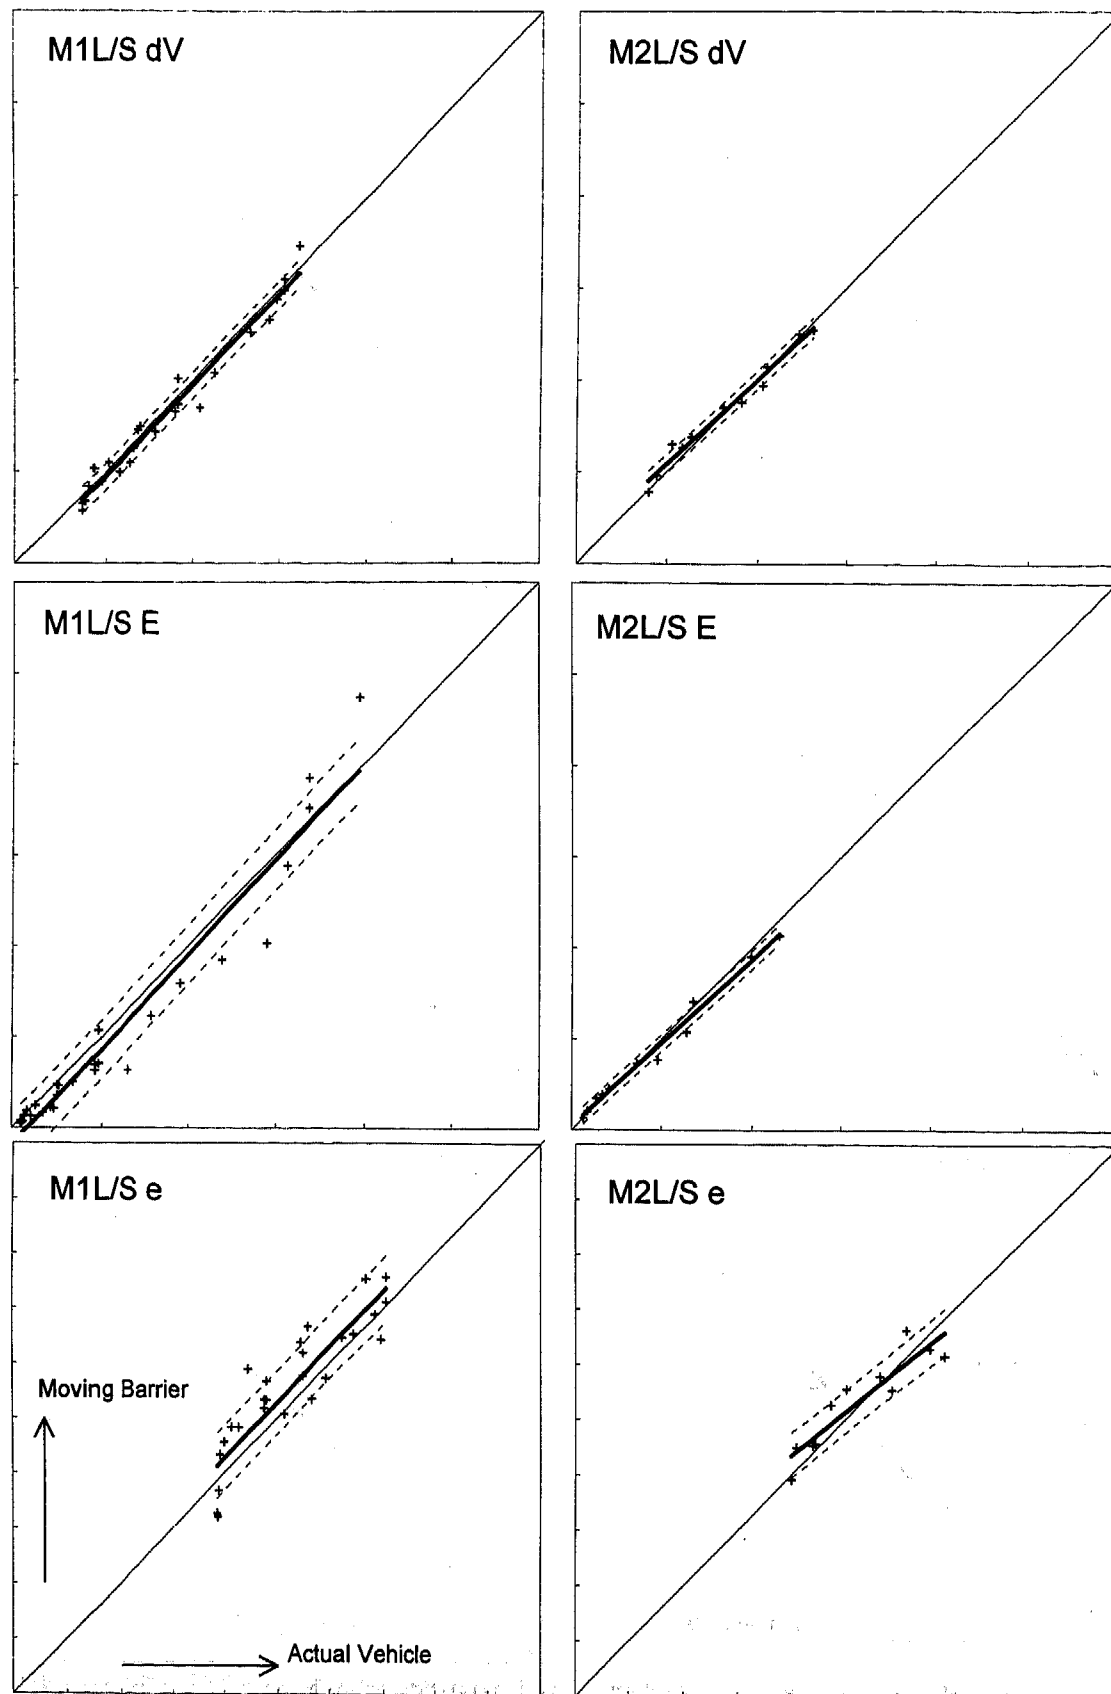 M1L/S dV
M2L/S dV
M1L/S E
M2L/S E
M1L/S e
M2L/S e
Moving Barrier
Actual Vehicle